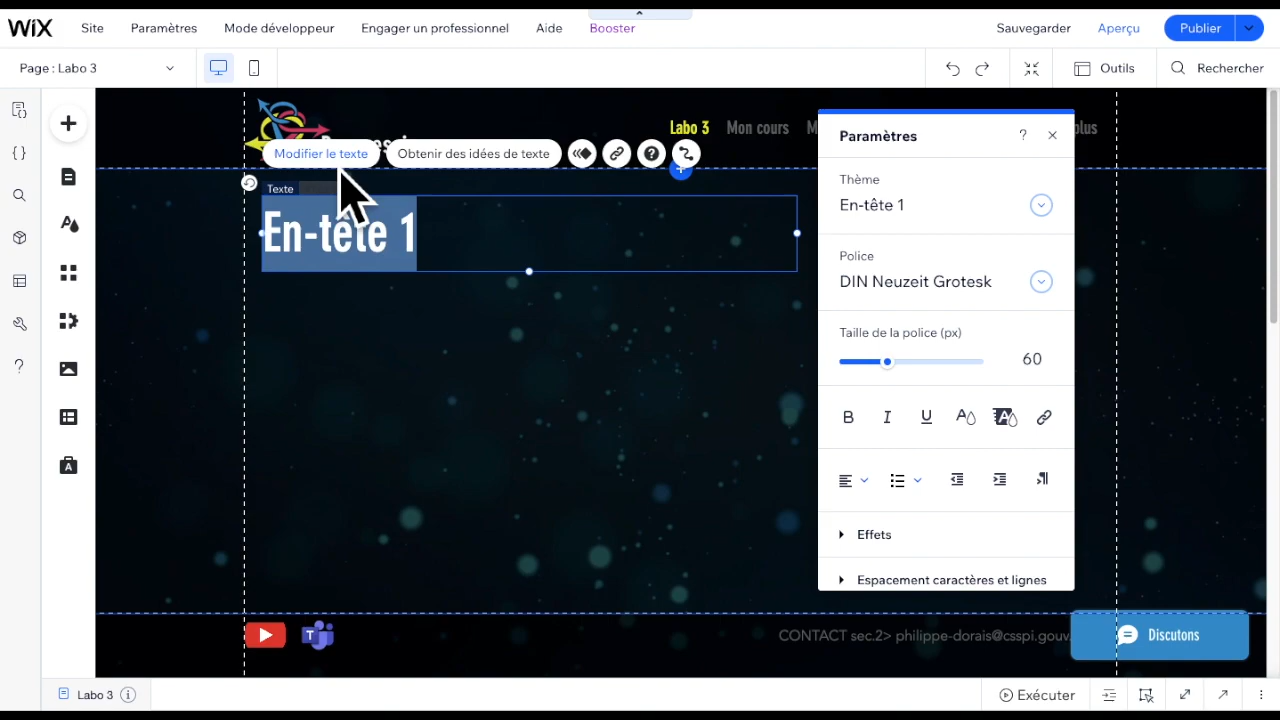 WiX Site Paramètres Mode développeur Engager un professionnel Aide Booster Sauvegarder Aperçu Publier
Page : Labo 3 Outils Rechercher
Labo 3 Mon cours plus
Modifier le texte Obtenir des idées de texte
Texte
En-tête 1
Paramètres ?
Thème
En-tête 1
Police
DIN Neuzeit Grotesk
Taille de la police (px)
60
B I U A A
Effets
Espacement caractères et lignes
CONTACT sec.2> philippe-dorais@csspi.gouv.
Discutons
Labo 3 Exécuter